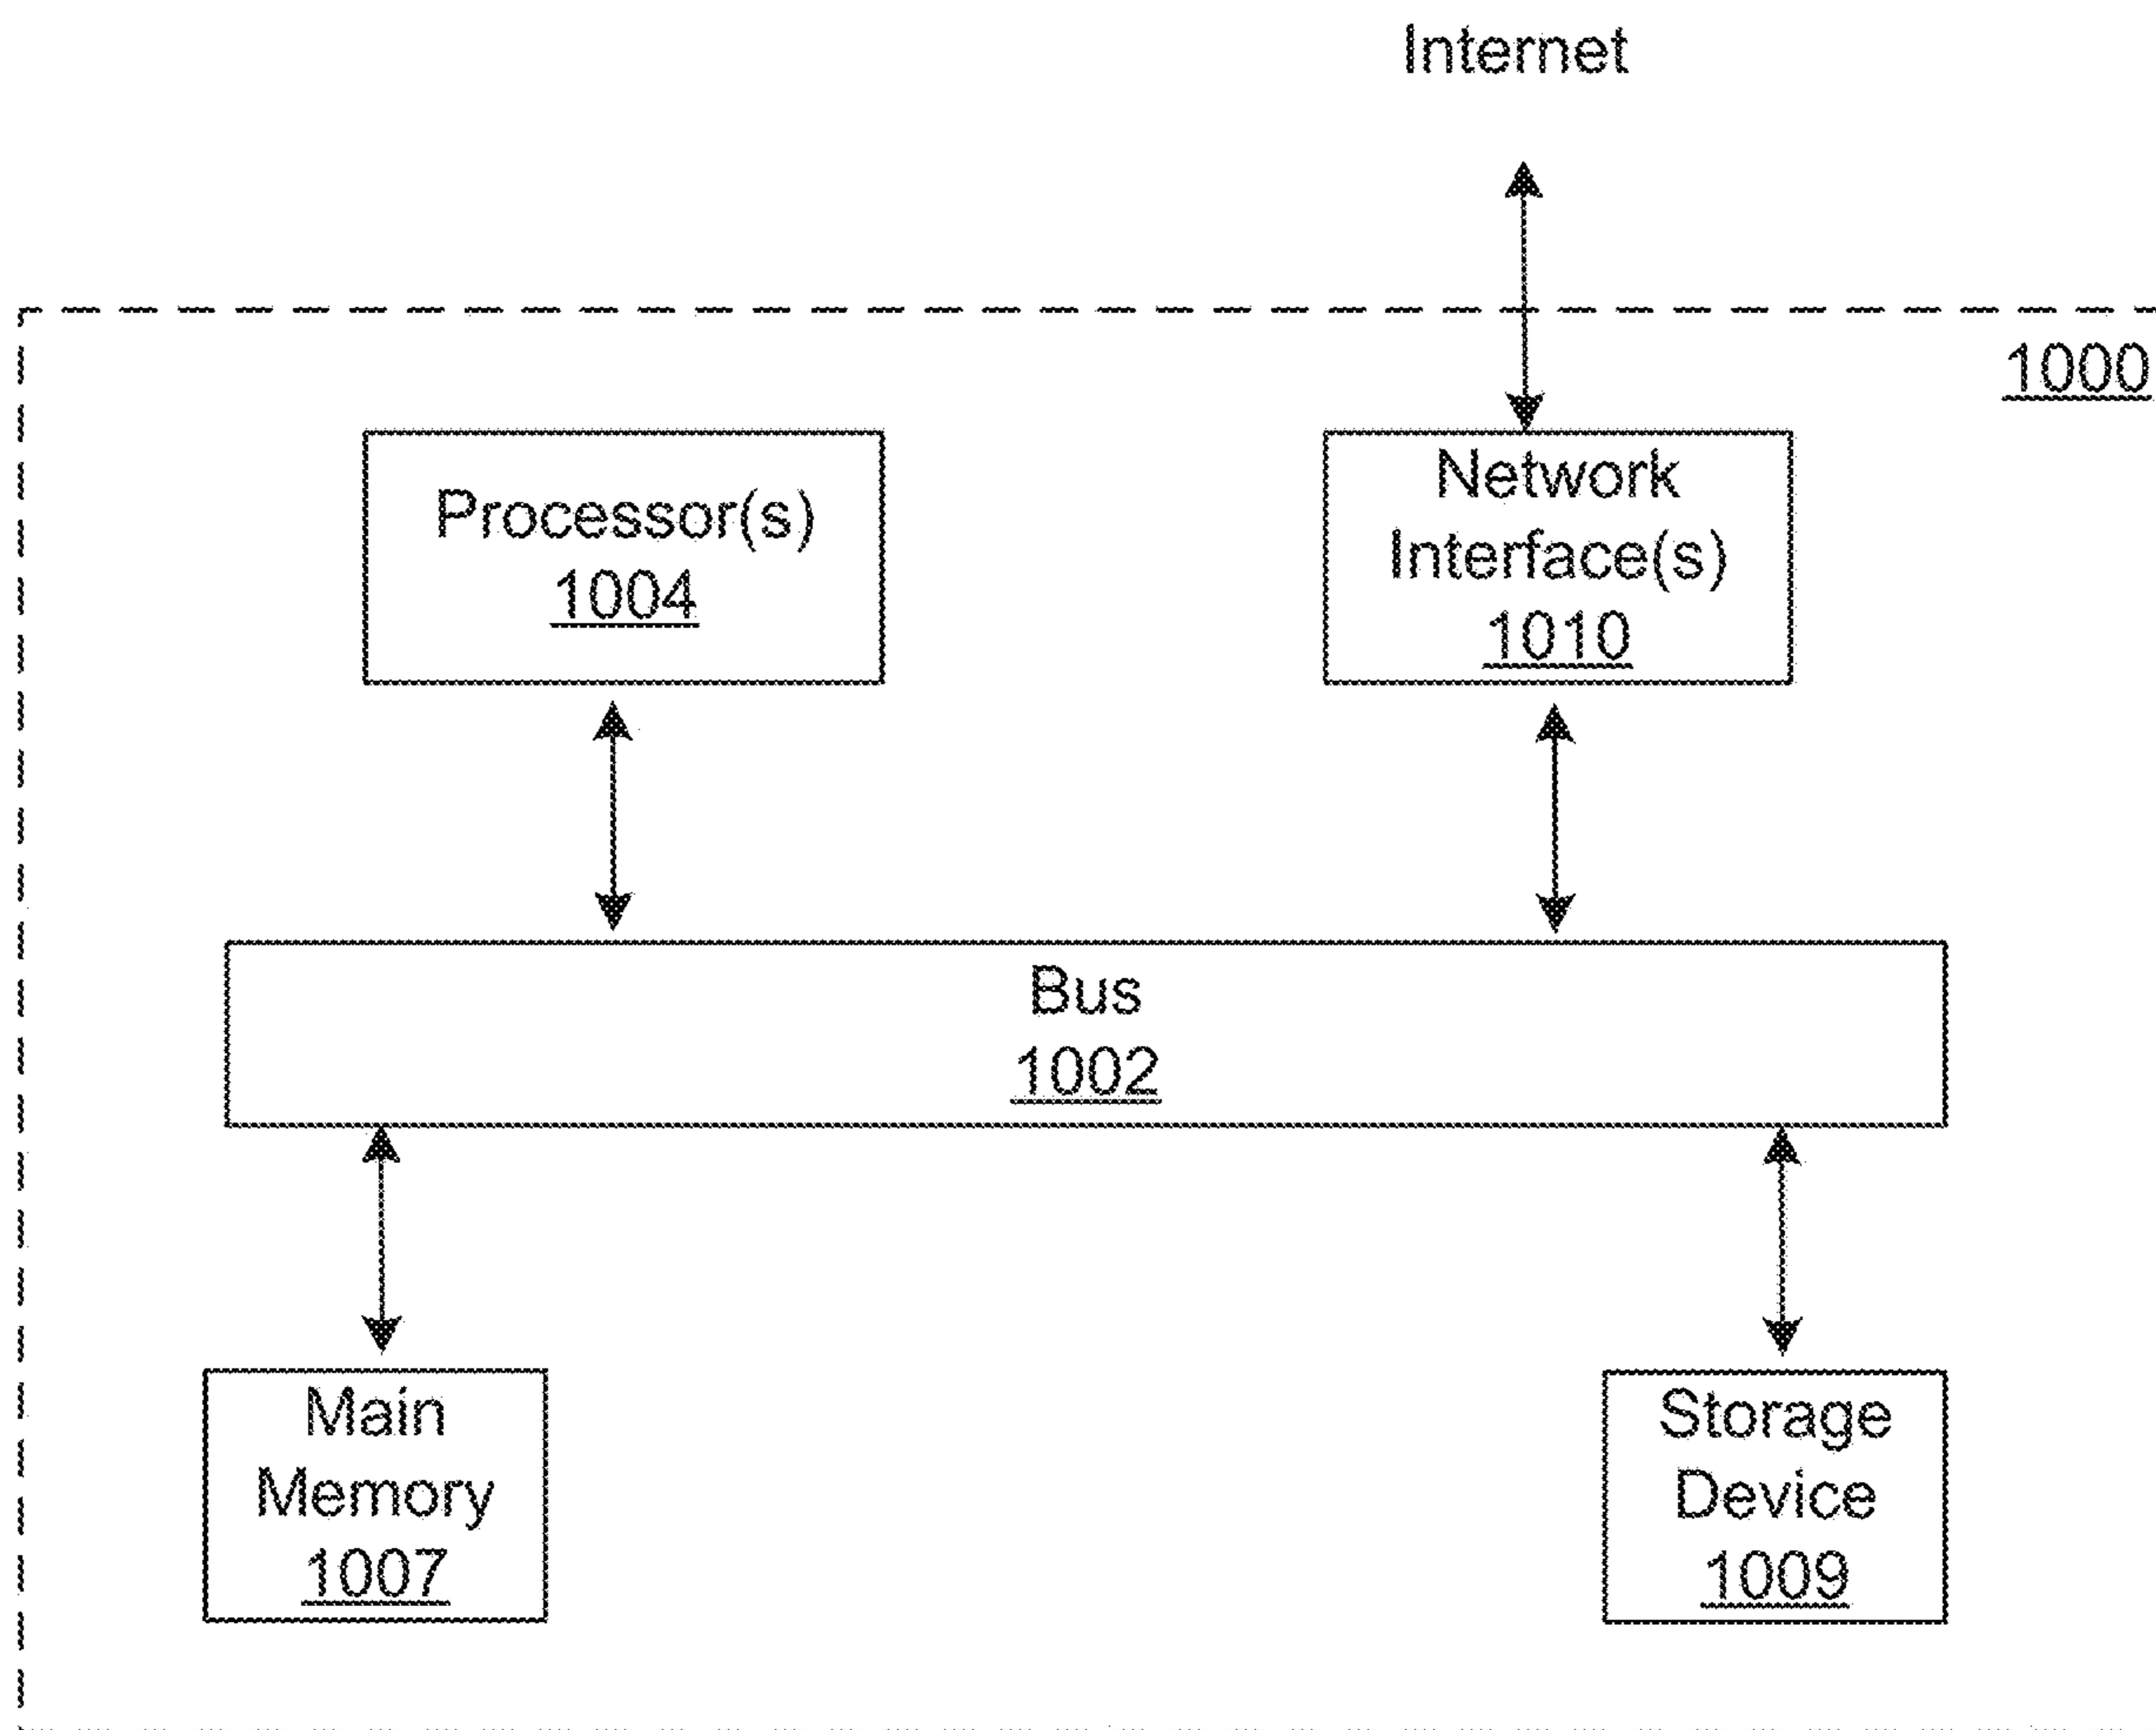 Internet
1000
Processor(s)
1004
Network
Interface(s)
1010
Bus
1002
Main
Memory
1007
Storage
Device
1009